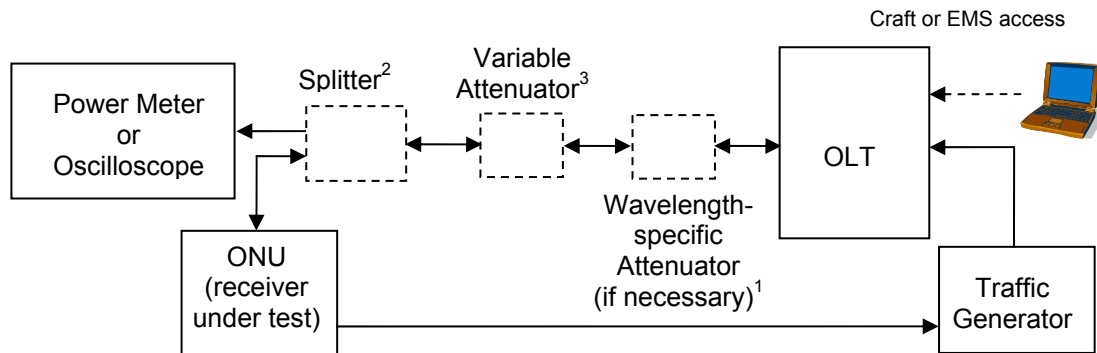 Craft or EMS access
Power Meter
or
Oscilloscope
Splitter²
Variable
Attenuator³
OLT
Wavelength-
specific
Attenuator
(if necessary)¹
ONU
(receiver
under test)
Traffic
Generator